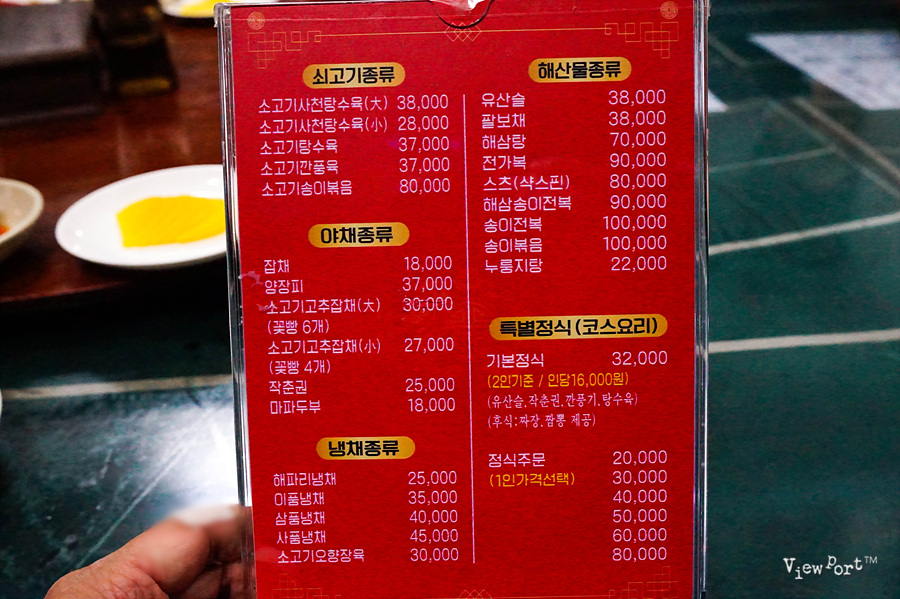 쇠고기종류
소고기사천탕수육(大) 38,000
소고기사천탕수육(小) 28,000
소고기탕수육 37,000
소고기깐풍육 37,000
소고기송이볶음 80,000
야채종류
잡채 18,000
양장피 37,000
소고기고추잡채(大) 30,000
(꽃빵 6개)
소고기고추잡채(小) 27,000
(꽃빵 4개)
작춘권 25,000
마파두부 18,000
냉채종류
해파리냉채 25,000
이품냉채 35,000
삼품냉채 40,000
사품냉채 45,000
소고기오향장육 30,000
해산물종류
유산슬 38,000
팔보채 38,000
해삼탕 70,000
전가복 90,000
스츠(샥스핀) 80,000
해삼송이전복 90,000
송이전복 100,000
송이볶음 100,000
누룽지탕 22,000
특별정식(코스요리)
기본정식 32,000
(2인기준 / 인당16,000원)
(유산슬.작춘권.깐풍기.탕수육)
(후식:짜장.짬뽕 제공)
정식주문 20,000
(1인가격선택) 30,000
40,000
50,000
60,000
80,000
ViewPort™